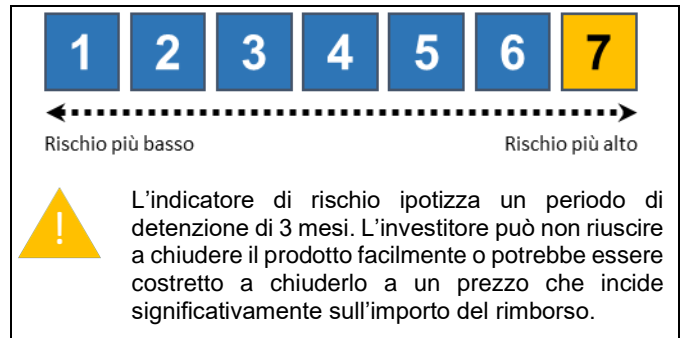 1 2 3 4 5 6 7
Rischio più basso Rischio più alto
!
L’indicatore di rischio ipotizza un periodo di
detenzione di 3 mesi. L’investitore può non riuscire
a chiudere il prodotto facilmente o potrebbe essere
costretto a chiuderlo a un prezzo che incide
significativamente sull’importo del rimborso.